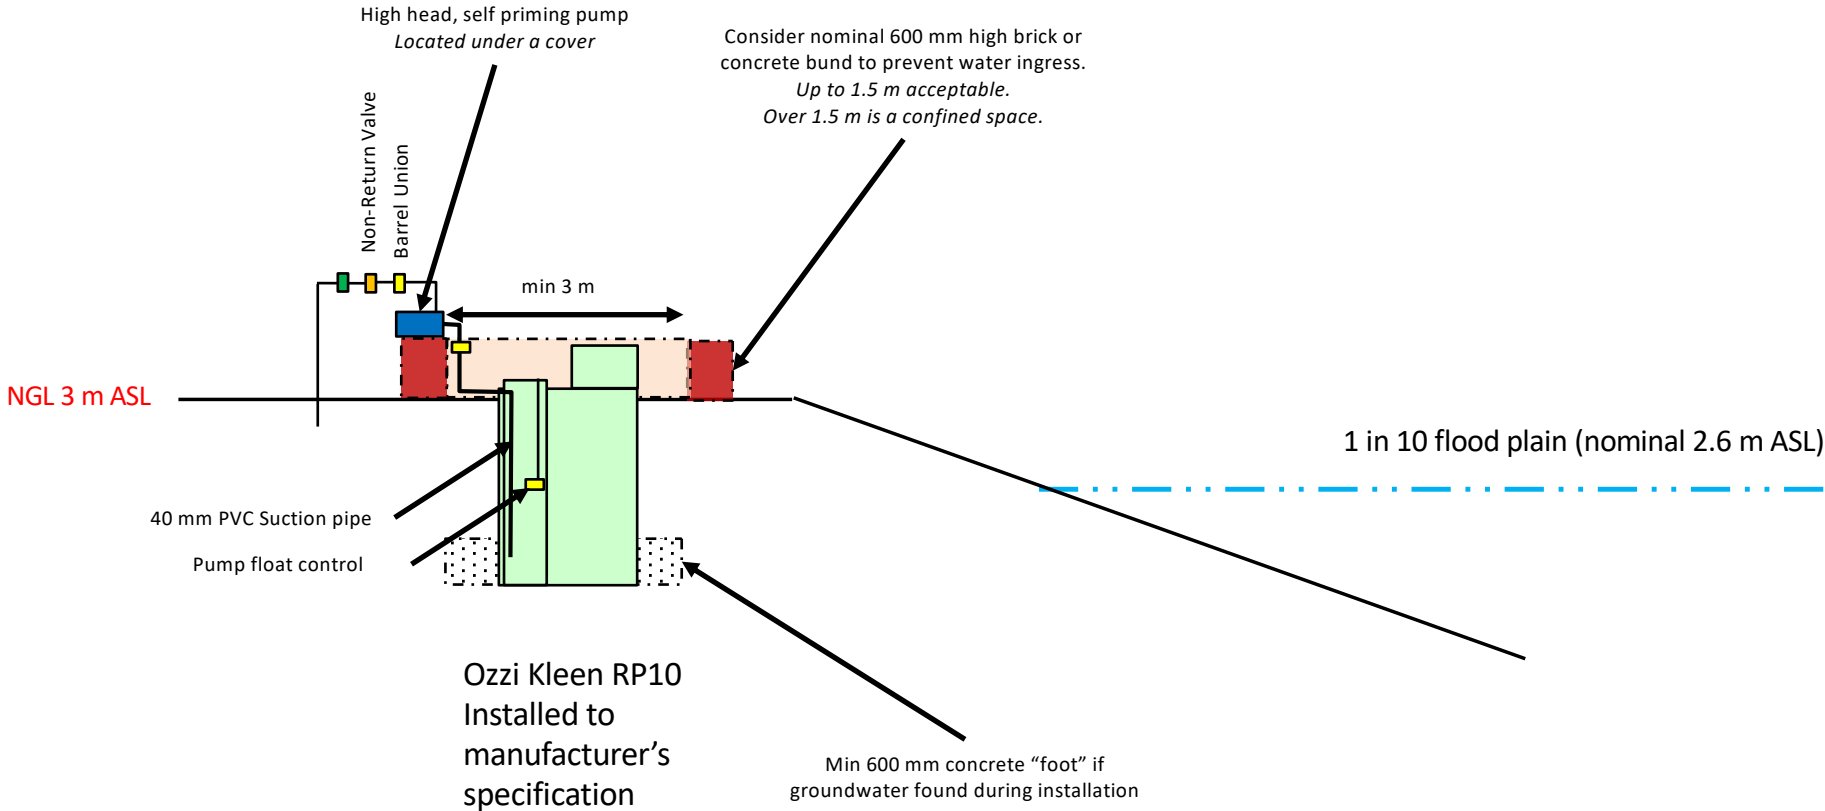 High head, self priming pump
Located under a cover
Consider nominal 600 mm high brick or
concrete bund to prevent water ingress.
Up to 1.5 m acceptable.
Over 1.5 m is a confined space.
Non-Return Valve
Barrel Union
min 3 m
NGL 3 m ASL
1 in 10 flood plain (nominal 2.6 m ASL)
40 mm PVC Suction pipe
Pump float control
Ozzi Kleen RP10
Installed to
manufacturer’s
specification
Min 600 mm concrete “foot” if
groundwater found during installation